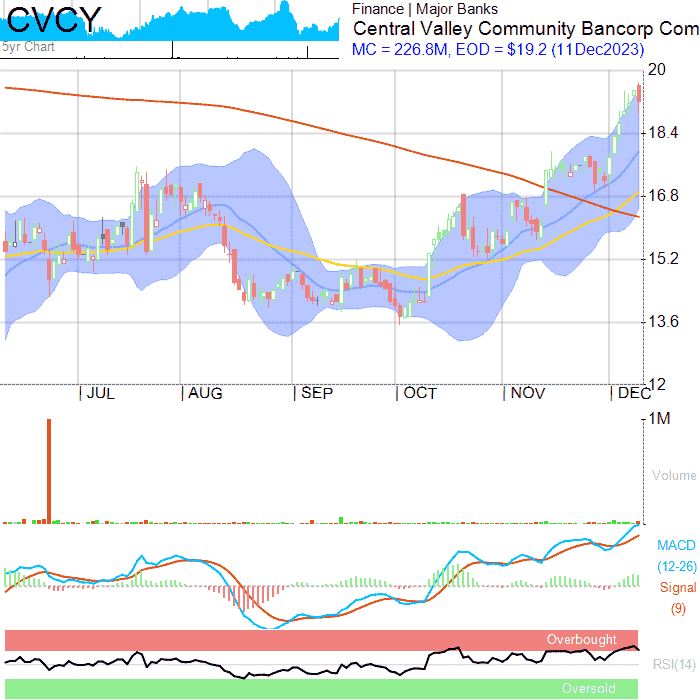 CVCY
5yr Chart
Finance | Major Banks
Central Valley Community Bancorp Com
MC = 226.8M, EOD = $19.2 (11Dec2023)
20
18.4
16.8
15.2
13.6
12
JUL
AUG
SEP
OCT
NOV
DEC
1M
Volume
MACD
(12-26)
Signal
(9)
Overbought
RSI(14)
Oversold